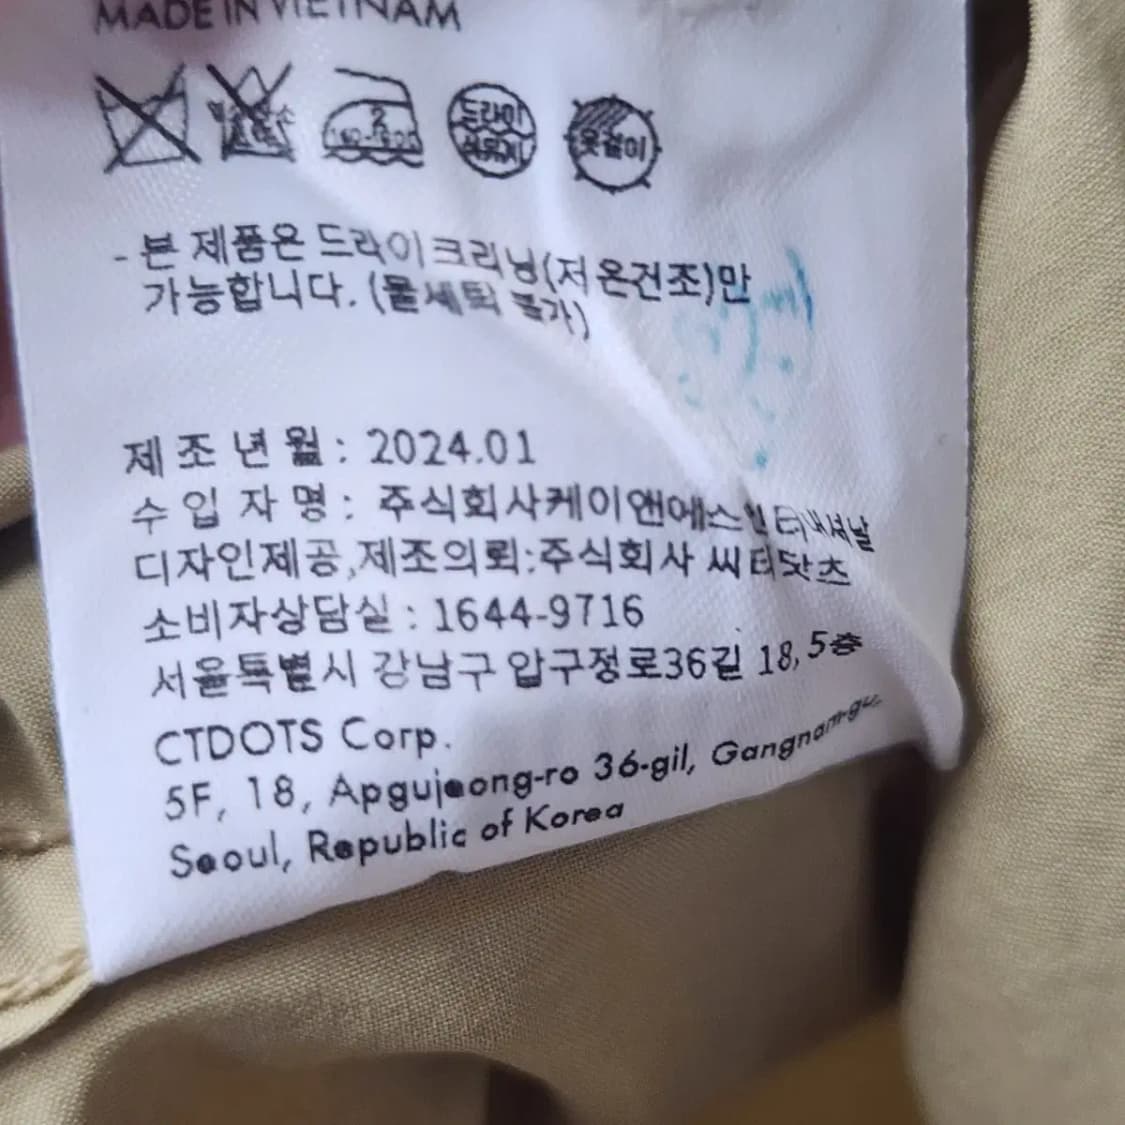 MADE IN VIETNAM
2
드라이
석유계
옷걸이
- 본 제품은 드라이크리닝(저온건조)만
가능합니다. (물세탁 불가)
제 조 년 월 : 2024.01
수 입 자 명 : 주식회사케이앤에스인터내셔날
디자인제공,제조의뢰:주식회사 씨티닷츠
소비자상담실 : 1644-9716
서울특별시 강남구 압구정로36길 18, 5층
CTDOTS Corp.
5F, 18, Apgujeong-ro 36-gil, Gangnam-gu,
Seoul, Republic of Korea